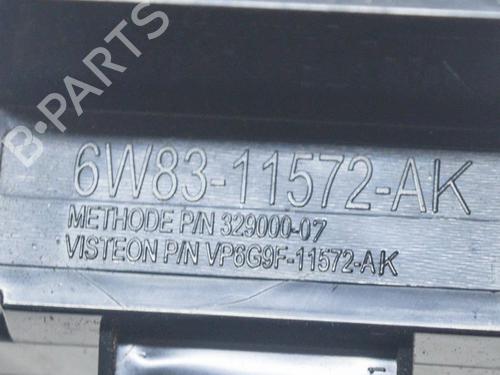 B-PARTS
6W83-11572-AK
METHODE P/N 329000-07
VISTEON P/N VP6G9F-11572-AK